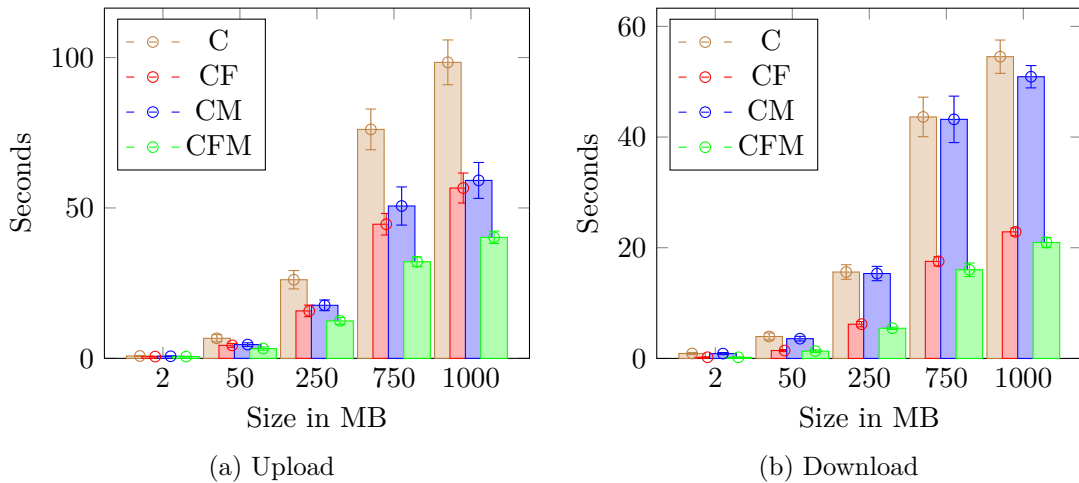 C
CF
CM
CFM
100
50
0
Seconds
2 50 250 750 1000
Size in MB
(a) Upload
C
CF
CM
CFM
60
40
20
0
Seconds
2 50 250 750 1000
Size in MB
(b) Download